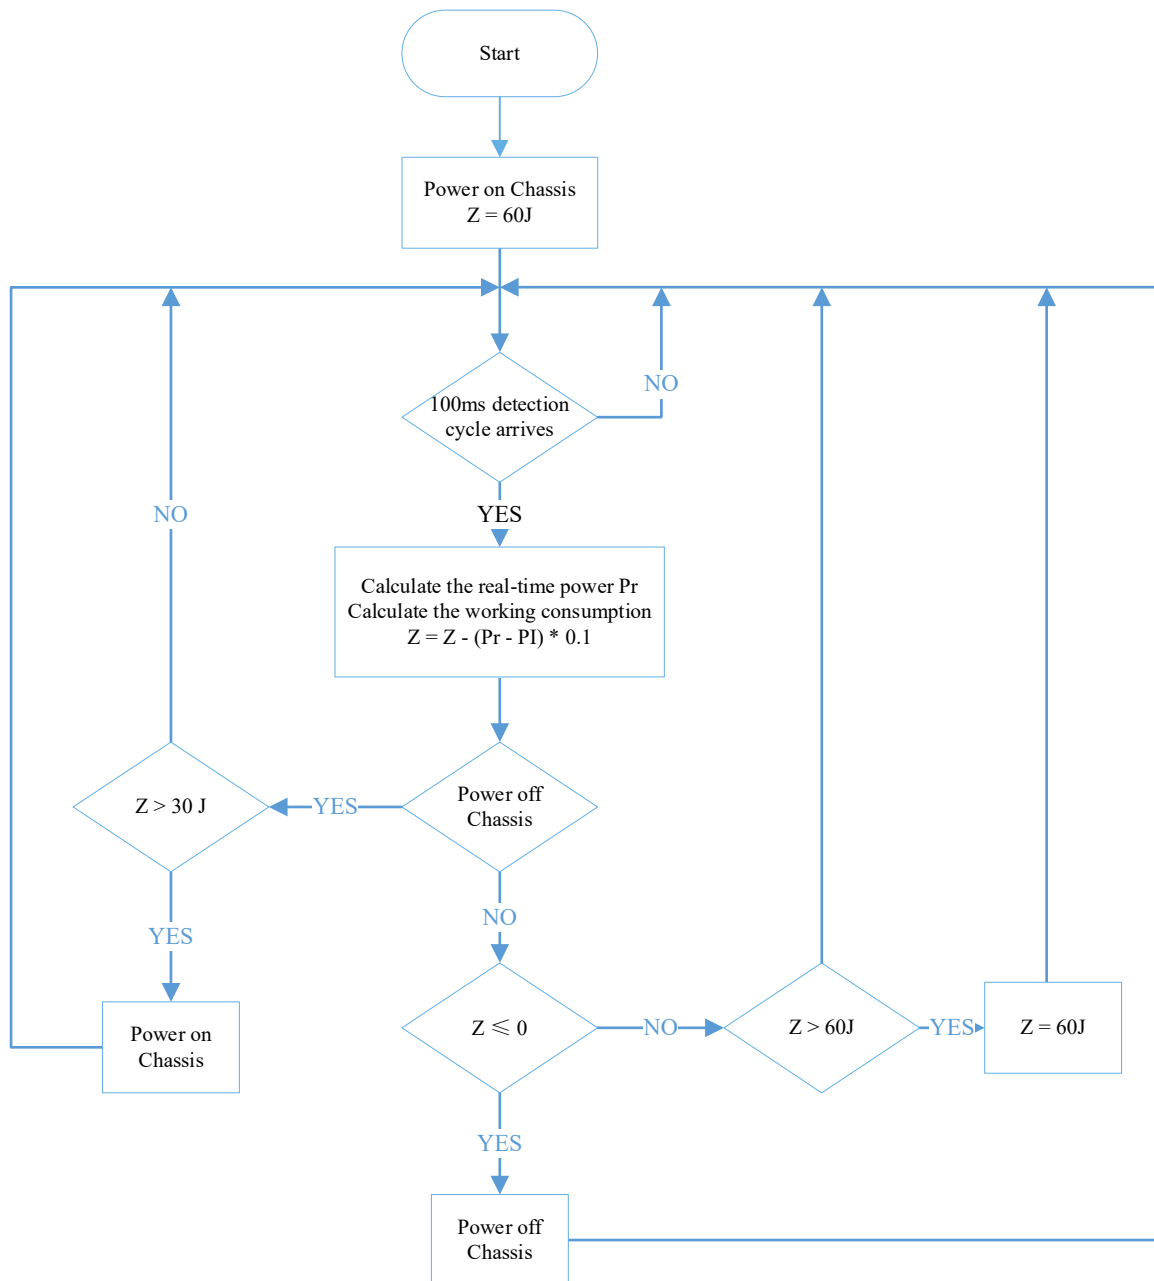 Start
Power on Chassis
Z = 60J
NO
100ms detection
cycle arrives
NO
YES
Calculate the real-time power Pr
Calculate the working consumption
Z = Z - (Pr - PI) * 0.1
Z > 30 J
YES
Power off
Chassis
YES
NO
Power on
Chassis
Z ⩽ 0
NO
Z > 60J
YES
Z = 60J
YES
Power off
Chassis